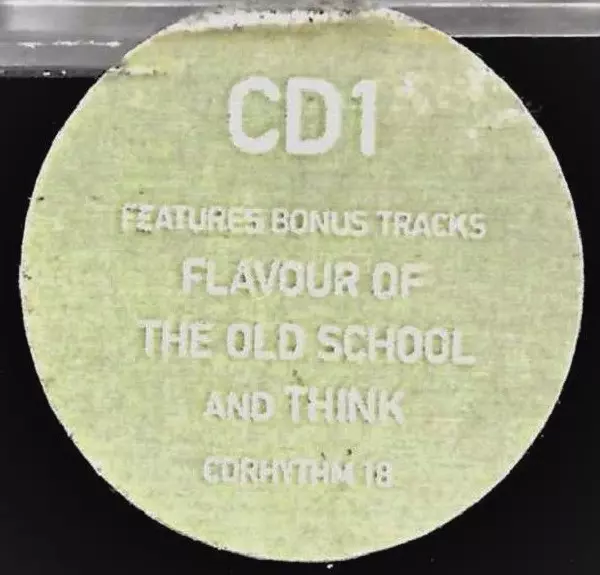 CD1
FEATURES BONUS TRACKS
FLAVOUR OF
THE OLD SCHOOL
AND THINK
CDRHYTHM 18